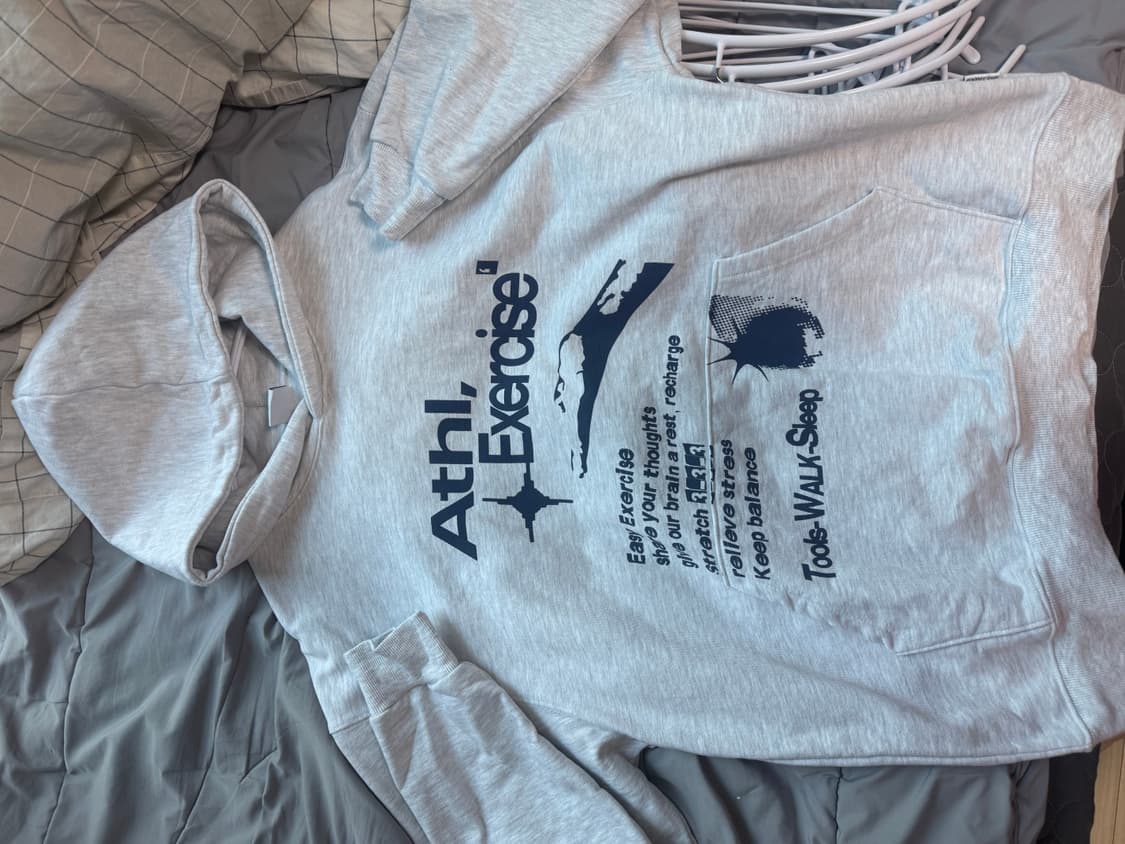 Athl,
Exercise'
Easy Exercise
share your thoughts
give our brain a rest, recharge
stretch
relieve stress
Keep balance
Tools-WALK-Sleep